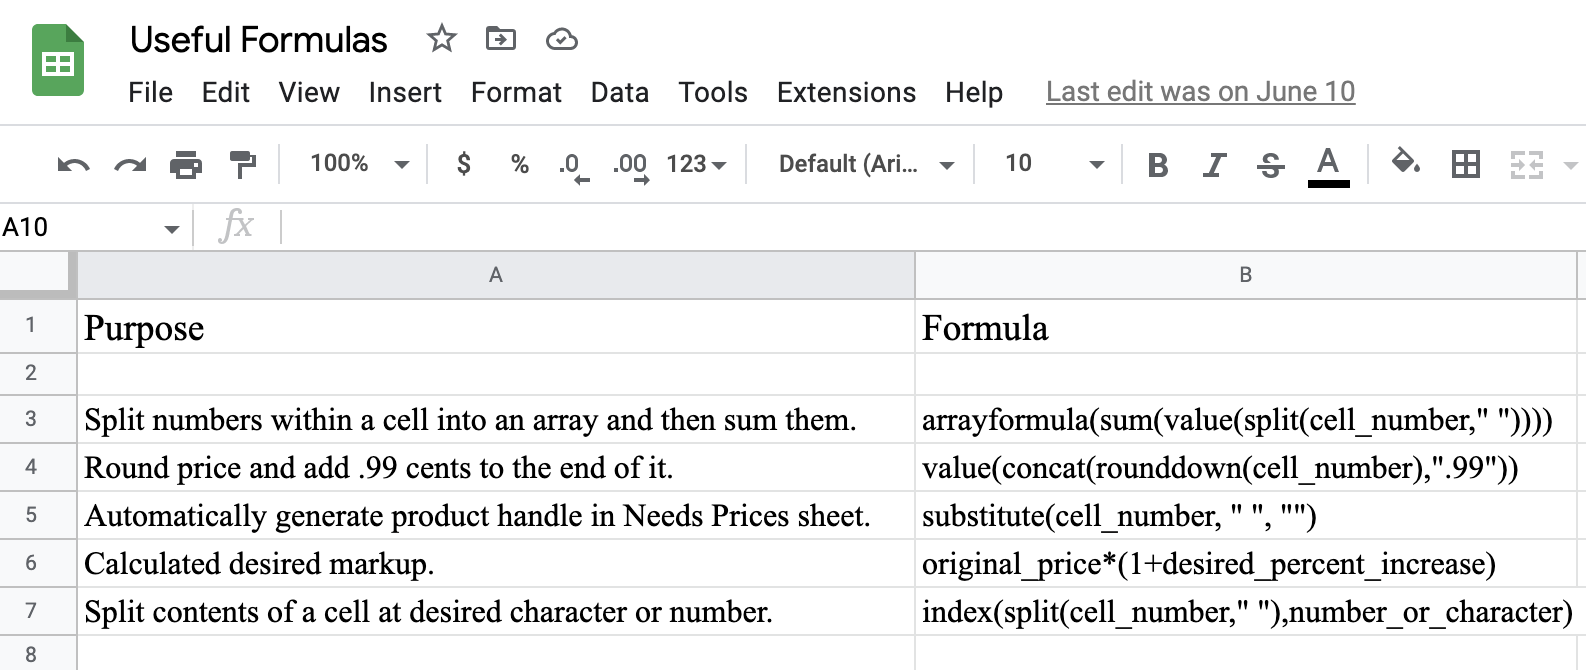 Useful Formulas
File Edit View Insert Format Data Tools Extensions Help Last edit was on June 10
100% $ % .0 .00 123 Default (Ari... 10 B I S A
A10 fx
A B
1 Purpose Formula
2
3 Split numbers within a cell into an array and then sum them. arrayformula(sum(value(split(cell_number," "))))
4 Round price and add .99 cents to the end of it. value(concat(rounddown(cell_number),".99"))
5 Automatically generate product handle in Needs Prices sheet. substitute(cell_number, " ", "")
6 Calculated desired markup. original_price*(1+desired_percent_increase)
7 Split contents of a cell at desired character or number. index(split(cell_number," "),number_or_character)
8